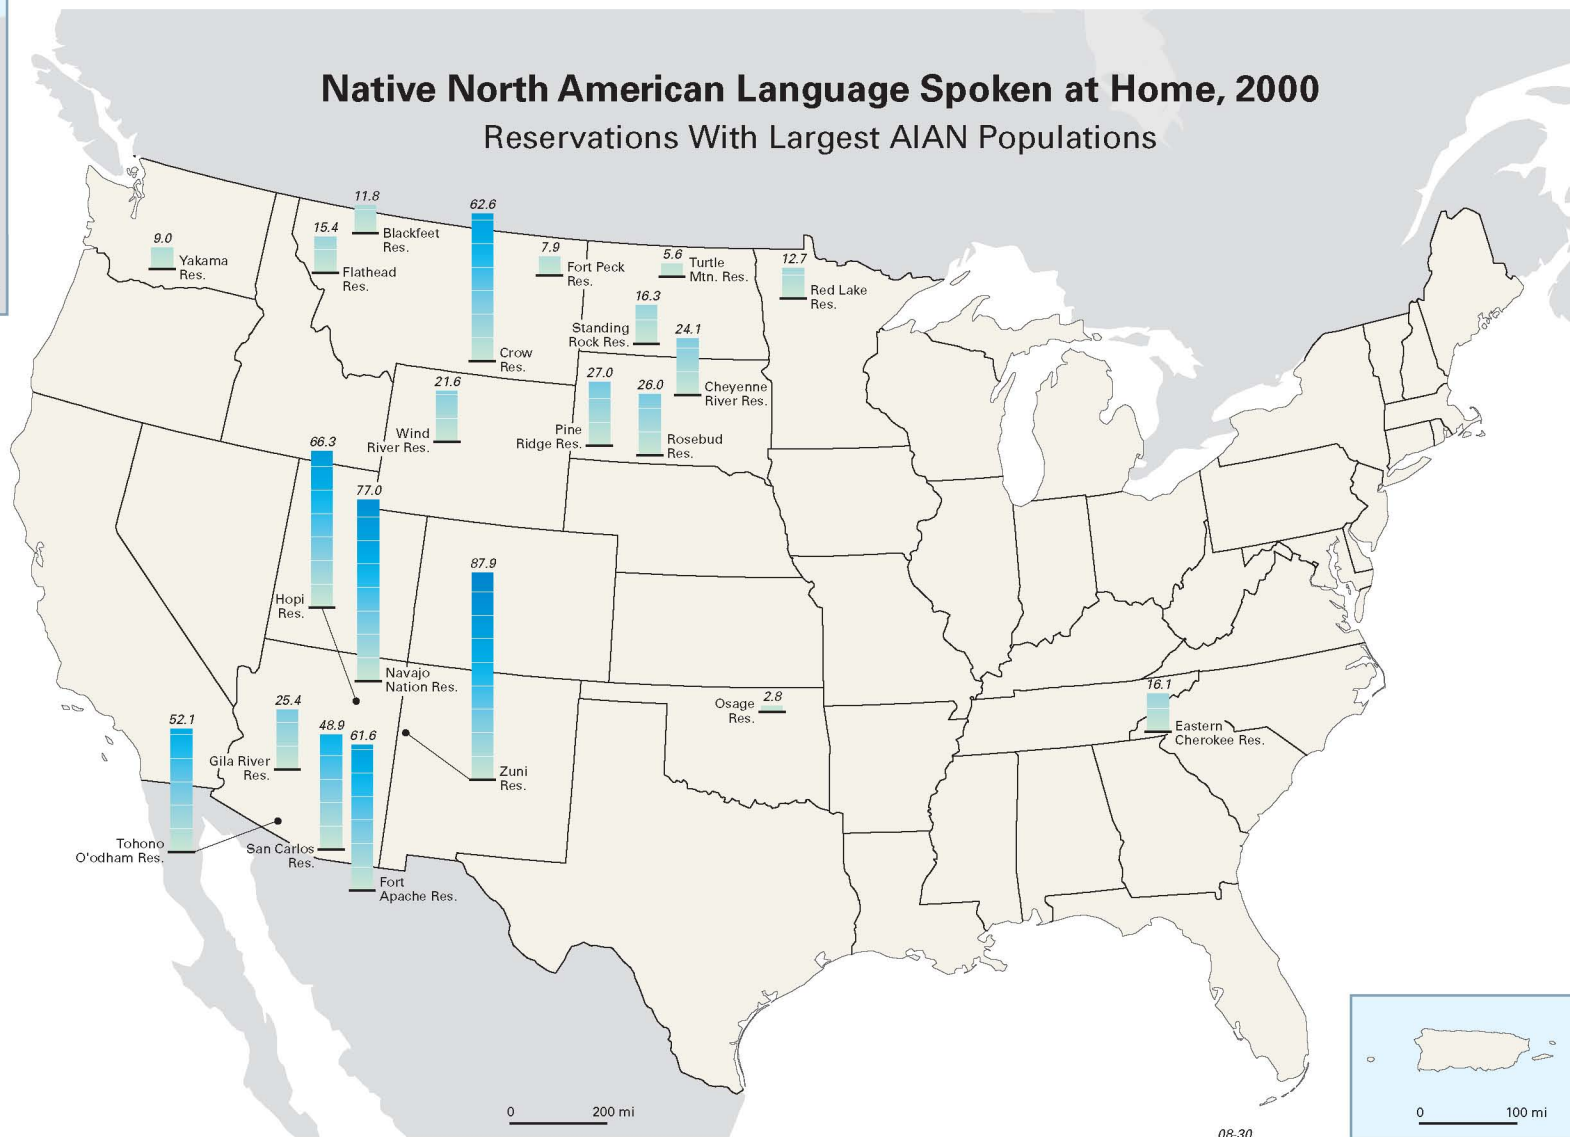 Native North American Language Spoken at Home, 2000
Reservations With Largest AIAN Populations
9.0
Yakama
Res.
15.4
Flathead
Res.
11.8
Blackfeet
Res.
62.6
Crow
Res.
7.9
Fort Peck
Res.
5.6
Turtle
Mtn. Res.
12.7
Red Lake
Res.
16.3
Standing
Rock Res.
24.1
Cheyenne
River Res.
21.6
Wind
River Res.
27.0
Pine
Ridge Res.
26.0
Rosebud
Res.
66.3
Hopi
Res.
77.0
Navajo
Nation Res.
87.9
Zuni
Res.
2.8
Osage
Res.
16.1
Eastern
Cherokee Res.
52.1
Tohono
O'odham Res.
25.4
Gila River
Res.
48.9
San Carlos
Res.
61.6
Fort
Apache Res.
0 200 mi
0 100 mi
08-30